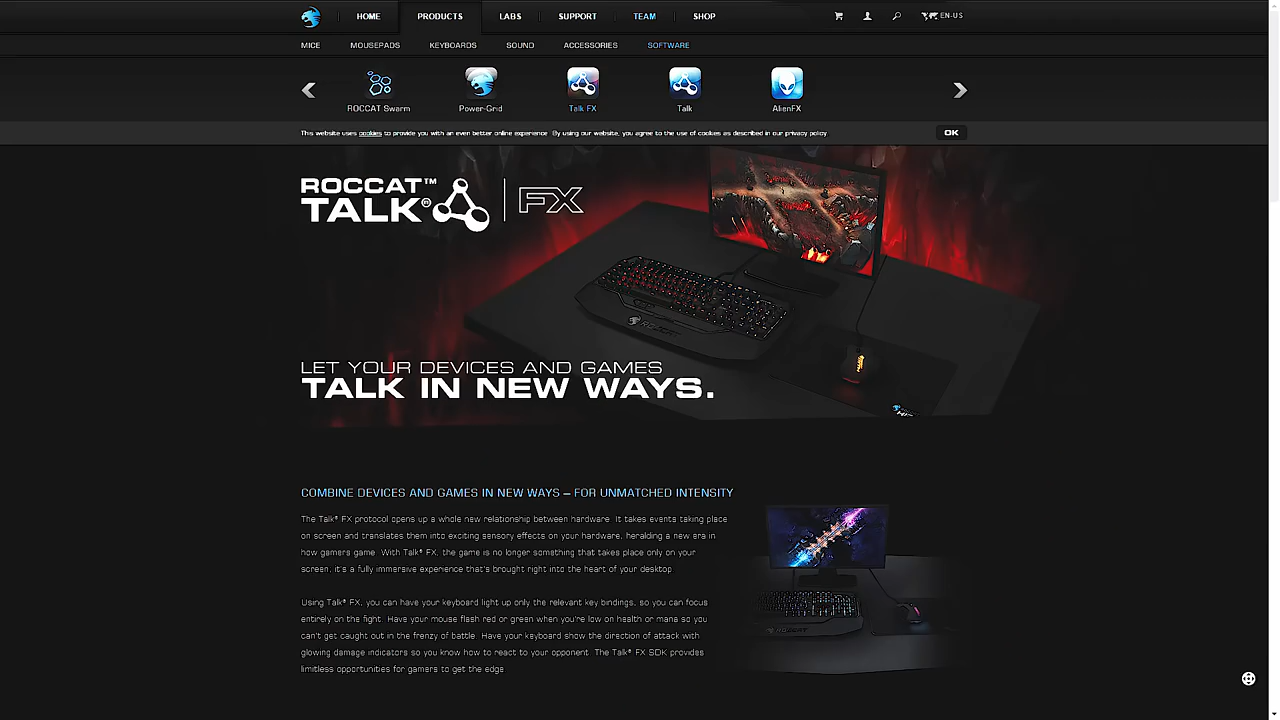 HOME PRODUCTS LABS SUPPORT TEAM SHOP EN-US
MICE MOUSEPADS KEYBOARDS SOUND ACCESSORIES SOFTWARE
ROCCAT Swarm Power-Grid Talk FX Talk AlienFX
This website uses cookies to provide you with an even better online experience. By using our website, you agree to the use of cookies as described in our privacy policy. OK
ROCCAT™
TALK® FX
LET YOUR DEVICES AND GAMES
TALK IN NEW WAYS.
COMBINE DEVICES AND GAMES IN NEW WAYS – FOR UNMATCHED INTENSITY
The Talk® FX protocol opens up a whole new relationship between hardware. It takes events taking place
on screen and translates them into exciting sensory effects on your hardware, heralding a new era in
how gamers game. With Talk® FX, the game is no longer something that takes place only on your
screen, it's a fully immersive experience that's brought right into the heart of your desktop.
Using Talk® FX, you can have your keyboard light up only the relevant key bindings, so you can focus
entirely on the fight. Have your mouse flash red or green when you're low on health or mana so you
can't get caught out in the frenzy of battle. Have your keyboard show the direction of attack with
glowing damage indicators so you know how to react to your opponent. The Talk® FX SDK provides
limitless opportunities for gamers to get the edge.
ROCCAT